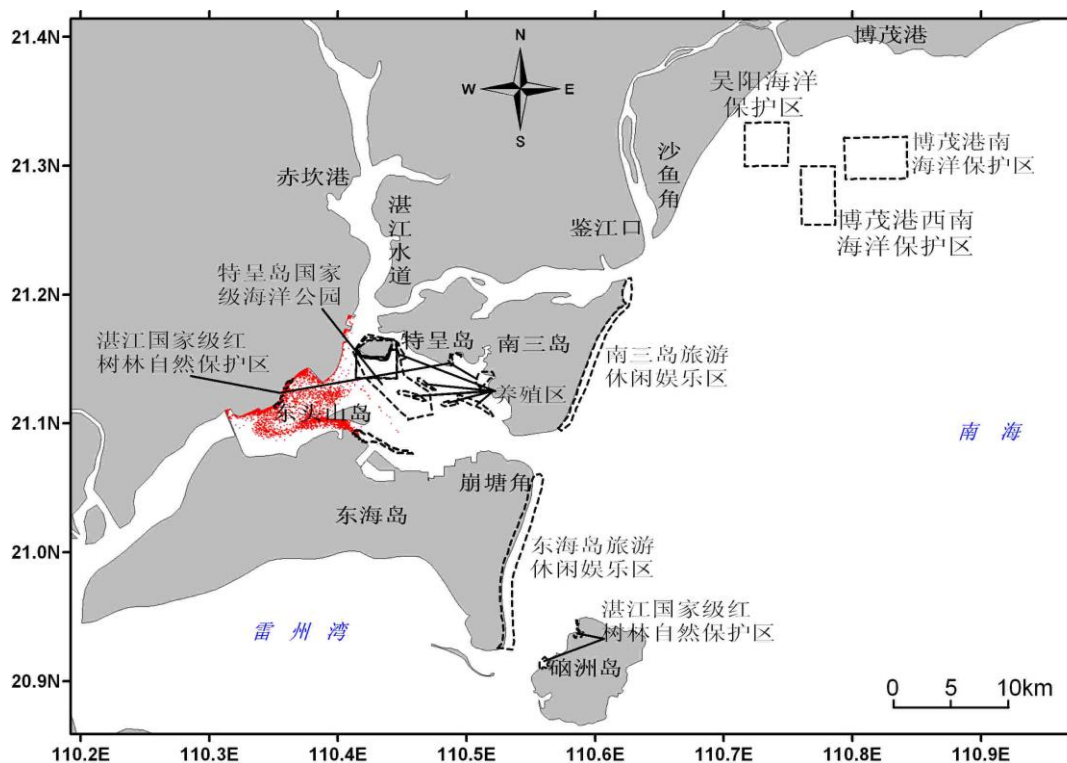 21.4N
21.3N
21.2N
21.1N
21.0N
20.9N
N
W
E
S
博茂港
吴阳海洋
保护区
博茂港南
海洋保护区
博茂港西南
海洋保护区
沙鱼角
鉴江口
赤坎港
湛江水道
特呈岛国家
级海洋公园
湛江国家级红
树林自然保护区
特呈岛
南三岛
养殖区
南三岛旅游
休闲娱乐区
东头山岛
南 海
崩塘角
东海岛
东海岛旅游
休闲娱乐区
雷 州 湾
湛江国家级红
树林自然保护区
硇洲岛
0 5 10km
110.2E 110.3E 110.4E 110.5E 110.6E 110.7E 110.8E 110.9E